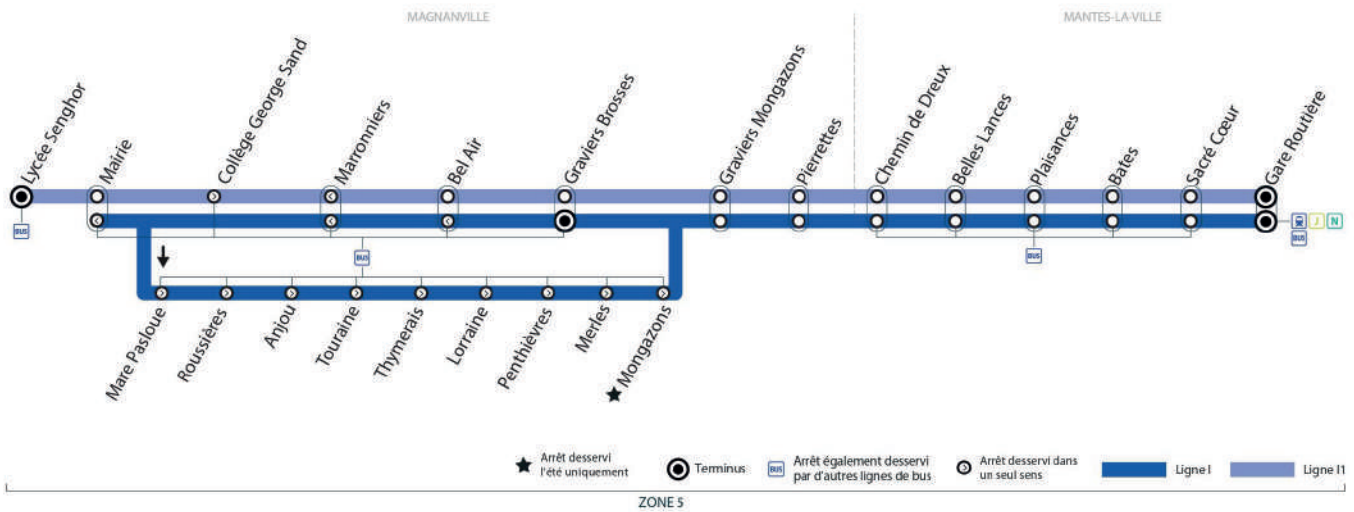 MAGNANVILLE
MANTES-LA-VILLE
Lycée Senghor
Mairie
Collège George Sand
Marronniers
Bel Air
Graviers Brosses
Graviers Mongazons
Pierrettes
Chemin de Dreux
Belles Lances
Plaisances
Bates
Sacré Cœur
Gare Routière
BUS
J
N
BUS
BUS
BUS
Mare Pasloue
Roussières
Anjou
Touraine
Thymerais
Lorraine
Penthièvres
Merles
Mongazons
Arrêt desservi
l'été uniquement
Terminus
BUS
Arrêt également desservi
par d'autres lignes de bus
Arrêt desservi dans
un seul sens
Ligne I
Ligne I1
ZONE 5